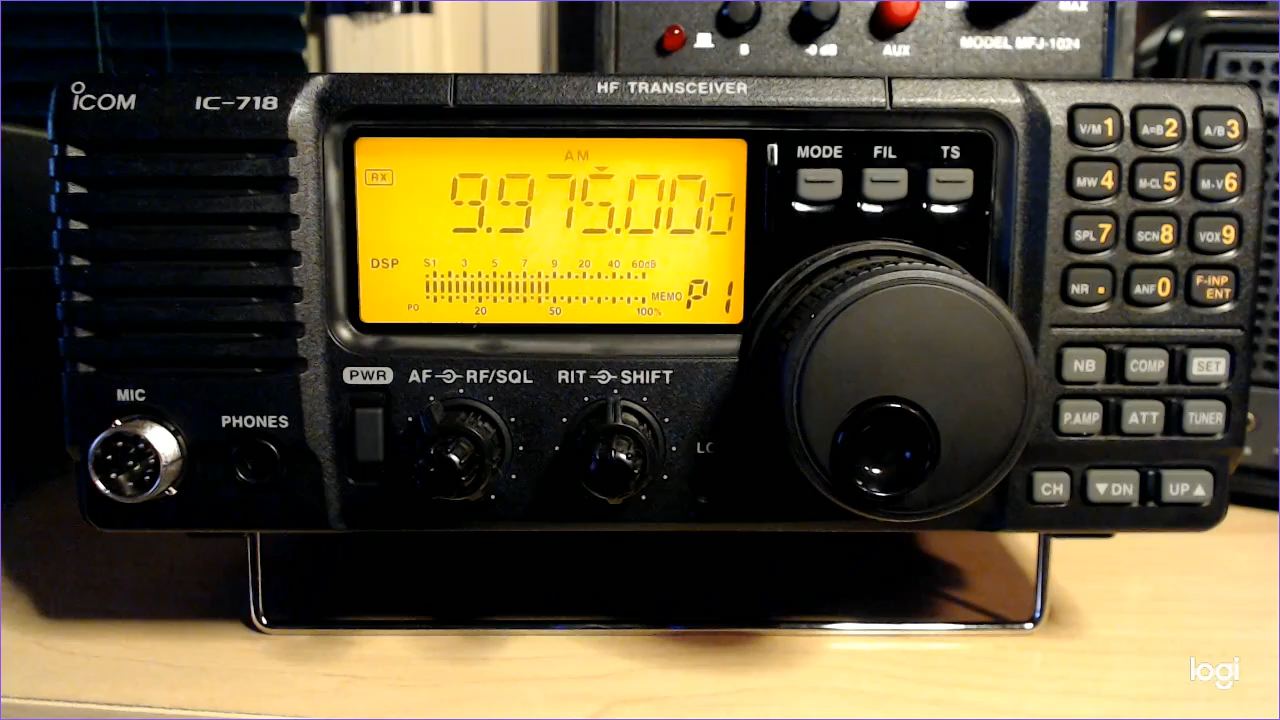 MAX
B
-0 dB
AUX
MODEL MFJ-1024
ICOM
IC-718
HF TRANSCEIVER
AM
RX
9.975.000
DSP
S1 3 5 7 9 20 40 60dB
MEMO P1
PO 20 50 100%
MODE FIL TS
V/M 1 A=B 2 A/B 3
MW 4 M-CL 5 M▸V 6
SPL 7 SCN 8 VOX 9
NR . ANF 0 F-INP ENT
PWR
AF RF/SQL
RIT SHIFT
NB COMP SET
MIC
PHONES
P.AMP ATT TUNER
CH ▼DN UP▲
logi